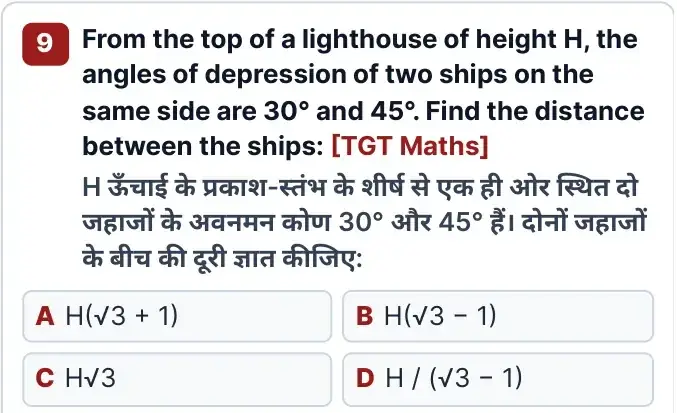 9 From the top of a lighthouse of height H, the
angles of depression of two ships on the
same side are 30° and 45°. Find the distance
between the ships: [TGT Maths]
H ऊँचाई के प्रकाश-स्तंभ के शीर्ष से एक ही ओर स्थित दो
जहाजों के अवनमन कोण 30° और 45° हैं। दोनों जहाजों
के बीच की दूरी ज्ञात कीजिए:
A H(√3 + 1)
B H(√3 − 1)
C H√3
D H / (√3 − 1)